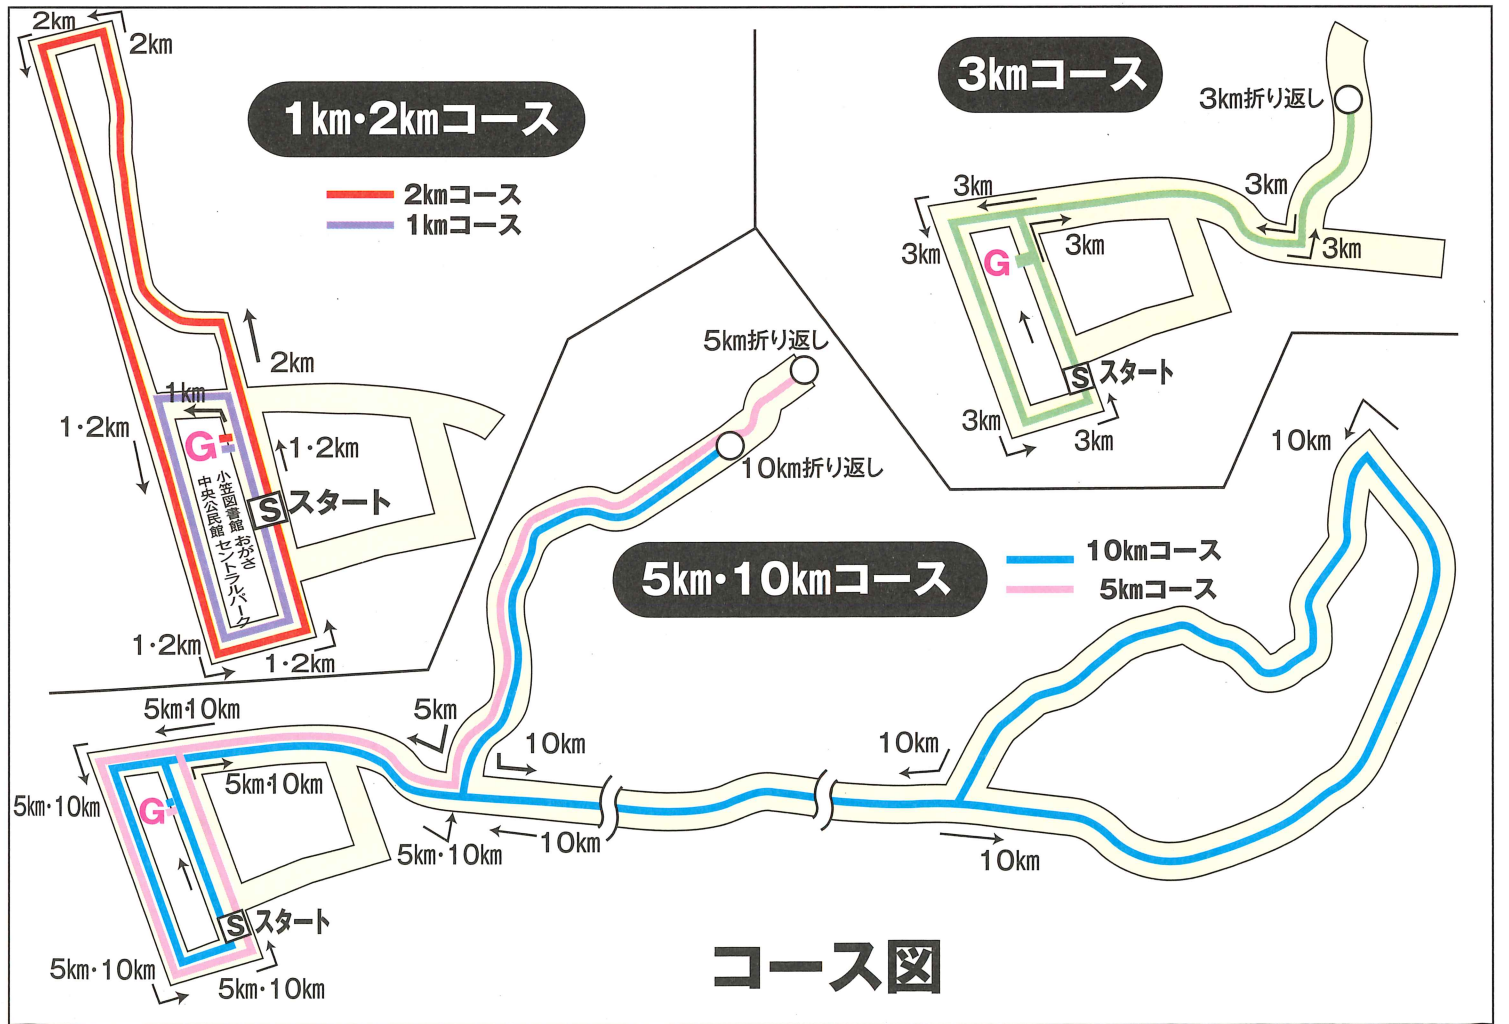 2km
2km
1km・2kmコース
2kmコース
1kmコース
2km
1km
1・2km
G
1・2km
S スタート
小笠図書館
中央公民館
おがさ
セントラルパーク
1・2km
1・2km
3kmコース
3km折り返し
3km
3km
3km
3km
3km
G
S スタート
3km
3km
5km折り返し
10km折り返し
10km
5km・10kmコース
10kmコース
5kmコース
5km・10km
5km
10km
10km
5km・10km
5km・10km
G
5km・10km
10km
10km
S スタート
5km・10km
5km・10km
コース図